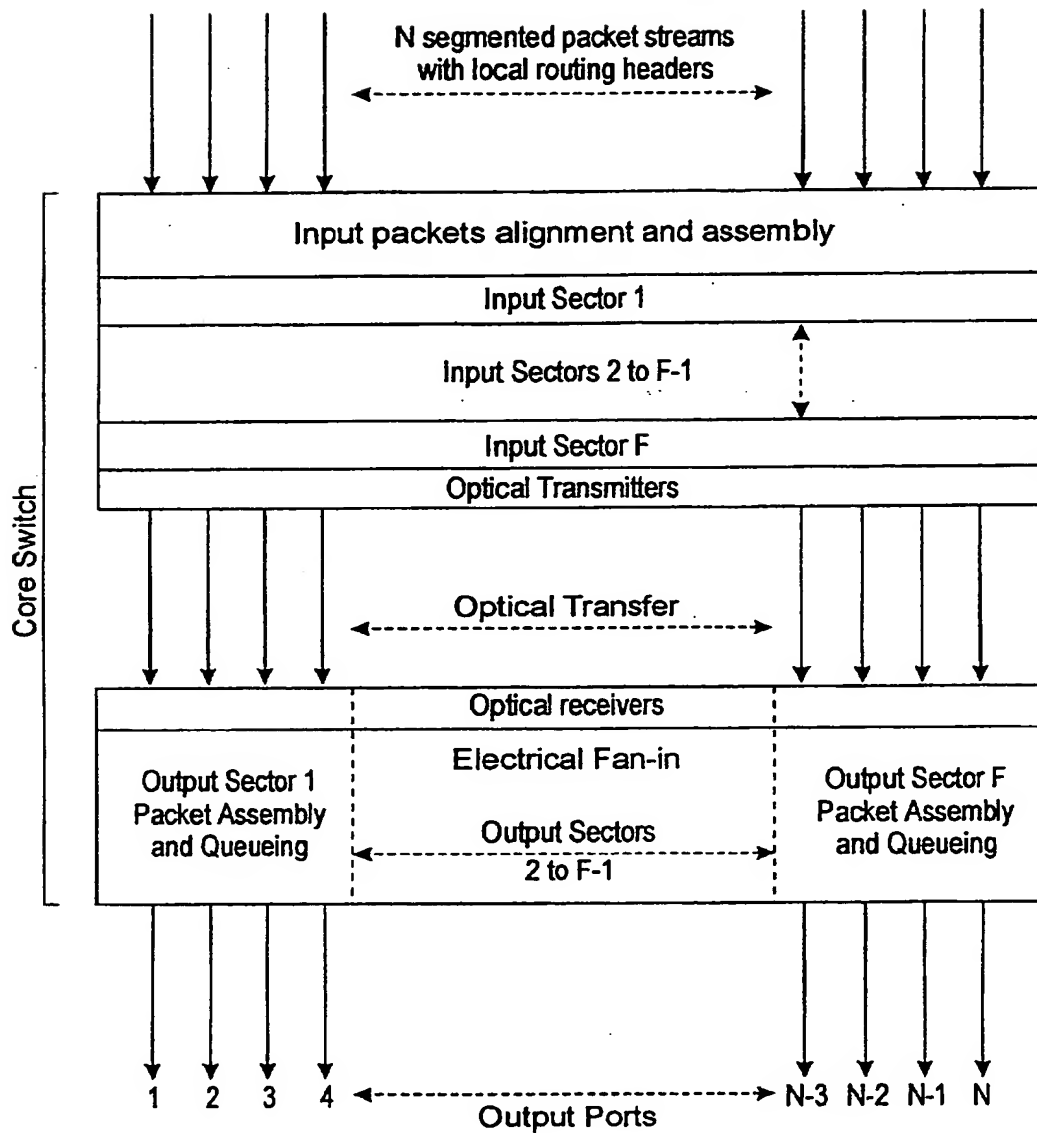 N segmented packet streams
with local routing headers
Input packets alignment and assembly
Input Sector 1
Input Sectors 2 to F-1
Input Sector F
Optical Transmitters
Core Switch
Optical Transfer
Optical receivers
Electrical Fan-in
Output Sector 1
Packet Assembly
and Queueing
Output Sectors
2 to F-1
Output Sector F
Packet Assembly
and Queueing
1 2 3 4 N-3 N-2 N-1 N
Output Ports